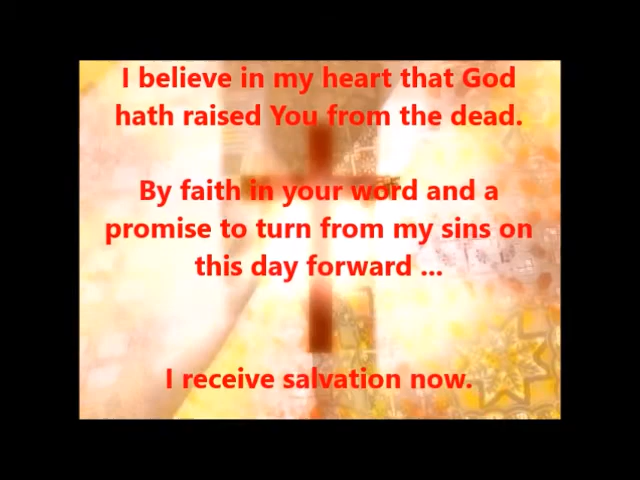 I believe in my heart that God
hath raised You from the dead.
By faith in your word and a
promise to turn from my sins on
this day forward ...
I receive salvation now.